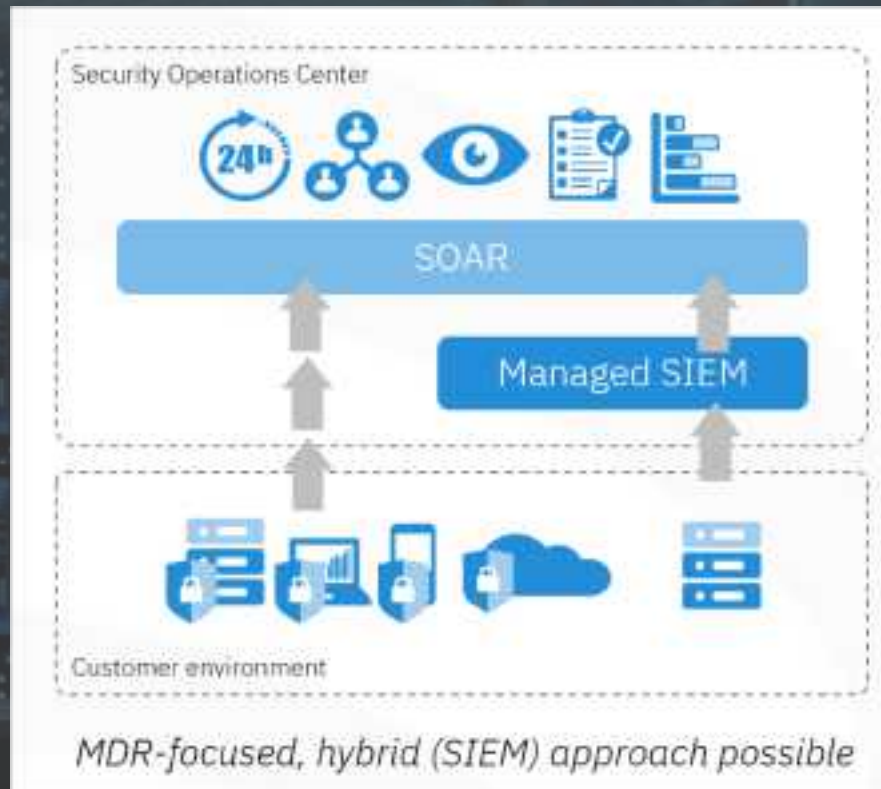 Security Operations Center
24h
SOAR
Managed SIEM
Customer environment
MDR-focused, hybrid (SIEM) approach possible